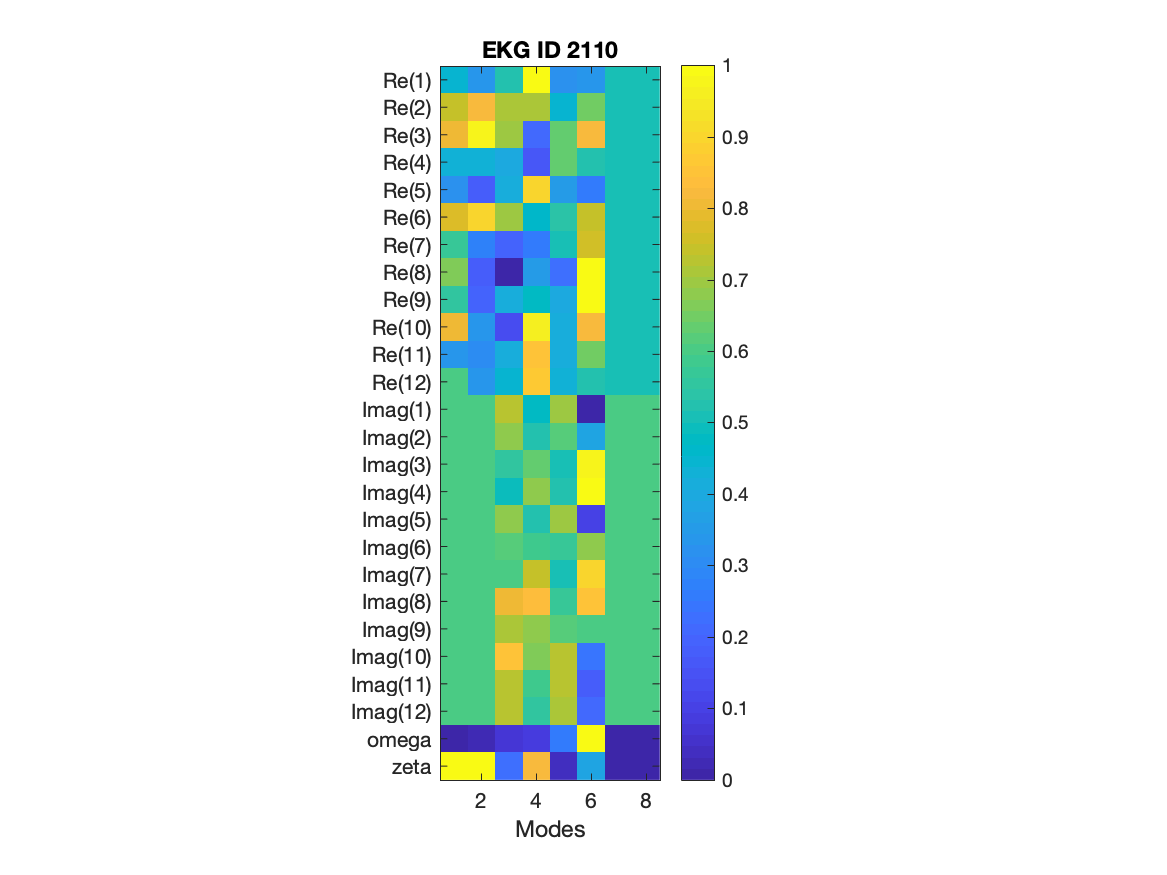 EKG ID 2110
Re(1)
Re(2)
Re(3)
Re(4)
Re(5)
Re(6)
Re(7)
Re(8)
Re(9)
Re(10)
Re(11)
Re(12)
Imag(1)
Imag(2)
Imag(3)
Imag(4)
Imag(5)
Imag(6)
Imag(7)
Imag(8)
Imag(9)
Imag(10)
Imag(11)
Imag(12)
omega
zeta
2 4 6 8
Modes
1
0.9
0.8
0.7
0.6
0.5
0.4
0.3
0.2
0.1
0